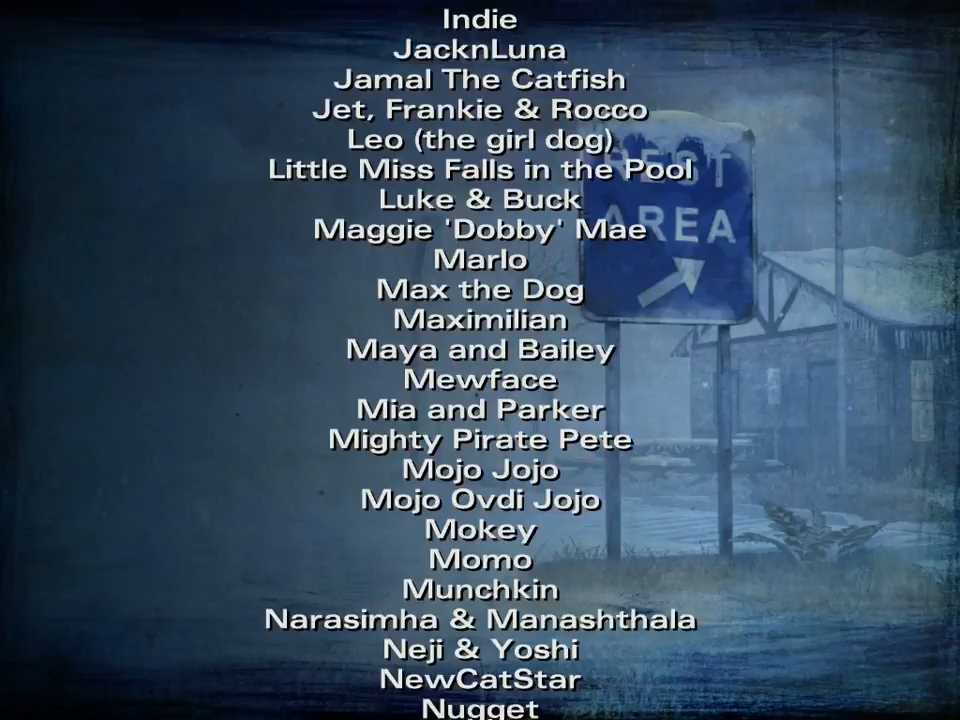 Indie
JacknLuna
Jamal The Catfish
Jet, Frankie & Rocco
Leo (the girl dog)
Little Miss Falls in the Pool
Luke & Buck
Maggie 'Dobby' Mae
Marlo
Max the Dog
Maximilian
Maya and Bailey
Mewface
Mia and Parker
Mighty Pirate Pete
Mojo Jojo
Mojo Ovdi Jojo
Mokey
Momo
Munchkin
Narasimha & Manashthala
Neji & Yoshi
NewCatStar
Nugget
REST
AREA